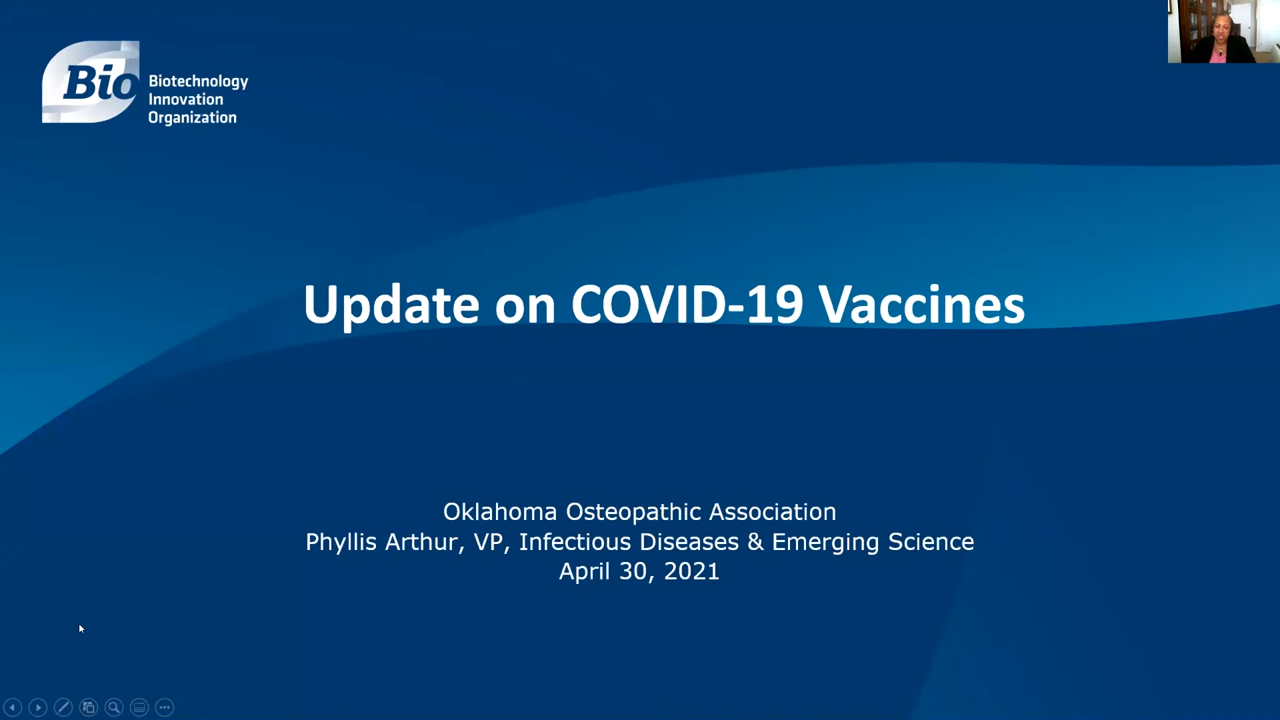 Bio
Biotechnology
Innovation
Organization
Update on COVID-19 Vaccines
Oklahoma Osteopathic Association
Phyllis Arthur, VP, Infectious Diseases & Emerging Science
April 30, 2021